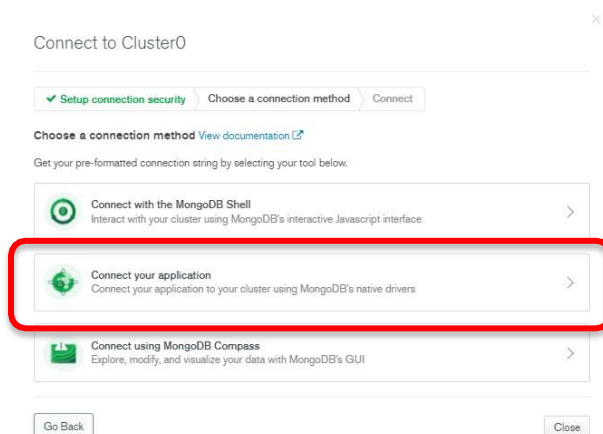 Connect to Cluster0
✔ Setup connection security
Choose a connection method
Connect
Choose a connection method View documentation
Get your pre-formatted connection string by selecting your tool below.
Connect with the MongoDB Shell
Interact with your cluster using MongoDB's interactive Javascript interface
Connect your application
Connect your application to your cluster using MongoDB's native drivers
Connect using MongoDB Compass
Explore, modify, and visualize your data with MongoDB's GUI
Go Back
Close